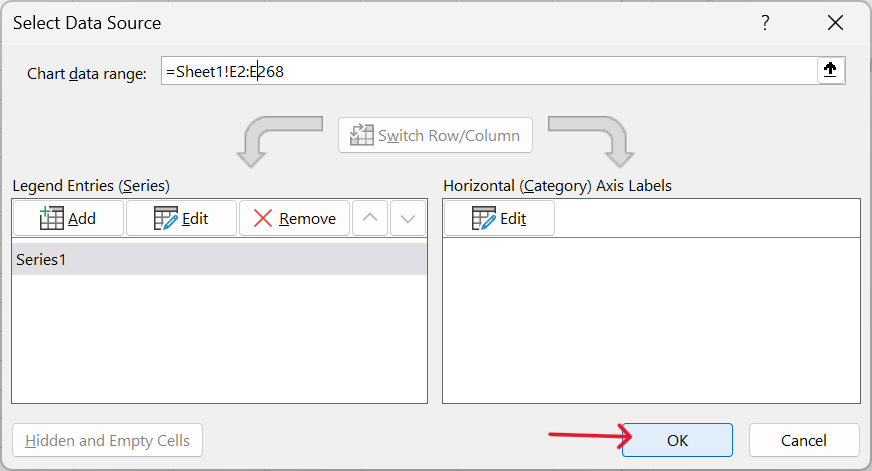 Select Data Source
?
Chart data range: =Sheet1!E2:E268
Switch Row/Column
Legend Entries (Series)
Add Edit Remove
Series1
Horizontal (Category) Axis Labels
Edit
Hidden and Empty Cells
OK
Cancel